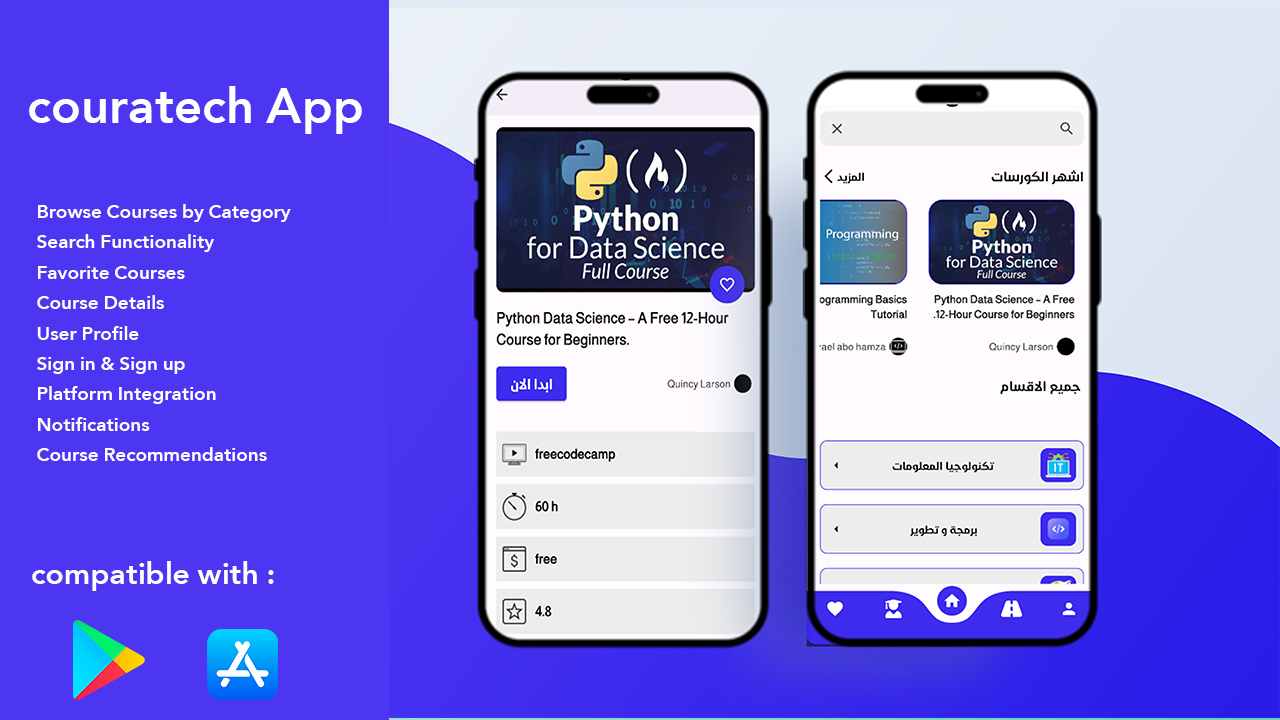 couratech App
Browse Courses by Category
Search Functionality
Favorite Courses
Course Details
User Profile
Sign in & Sign up
Platform Integration
Notifications
Course Recommendations
compatible with :
Python
for Data Science
Full Course
Python Data Science – A Free 12-Hour
Course for Beginners.
ابدا الان
Quincy Larson
freecodecamp
60 h
free
4.8
اشهر الكورسات
المزيد
Programming
Python
for Data Science
Full Course
ogramming Basics
Tutorial
Python Data Science – A Free
.12-Hour Course for Beginners
ael abo hamza
Quincy Larson
جميع الاقسام
تكنولوجيا المعلومات
IT
برمجة و تطوير